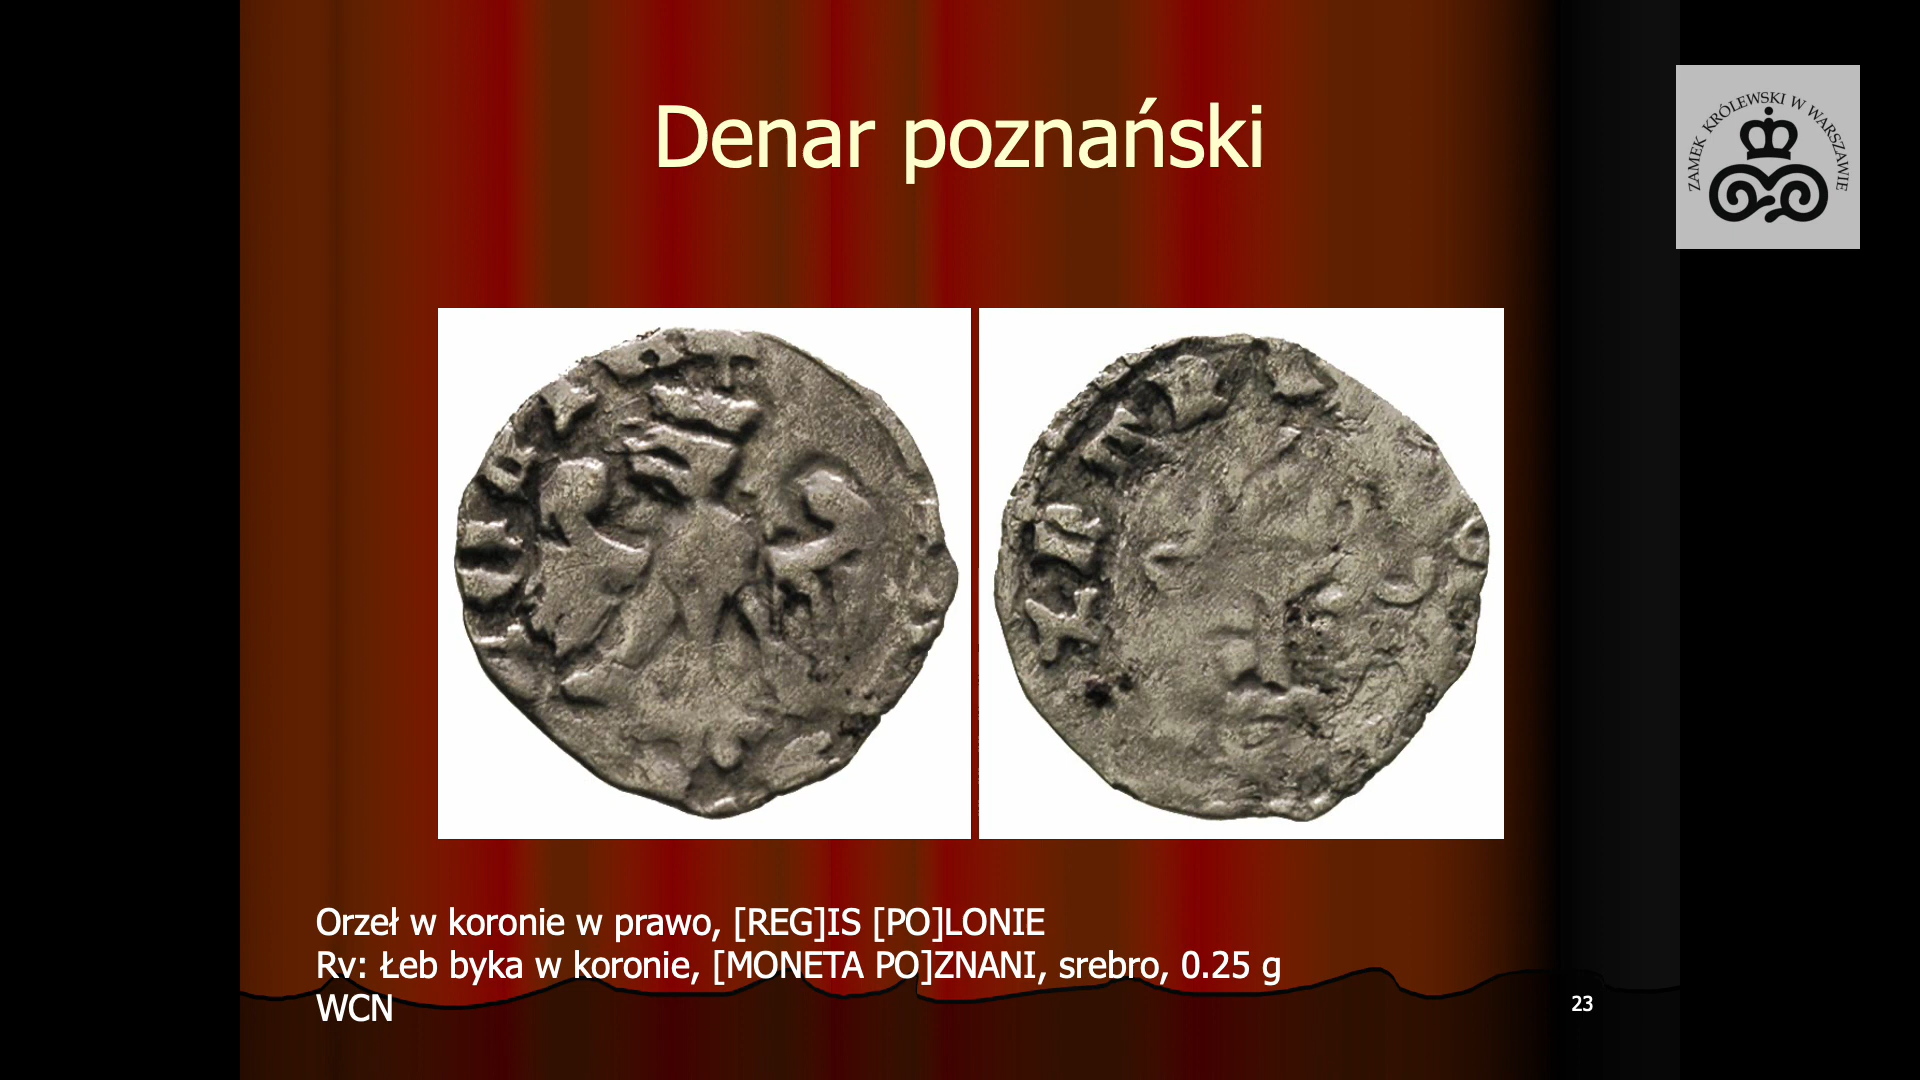 Denar poznański
ZAMEK KRÓLEWSKI W WARSZAWIE
Orzeł w koronie w prawo, [REG]IS [PO]LONIE
Rv: Łeb byka w koronie, [MONETA PO]ZNANI, srebro, 0.25 g
WCN
23